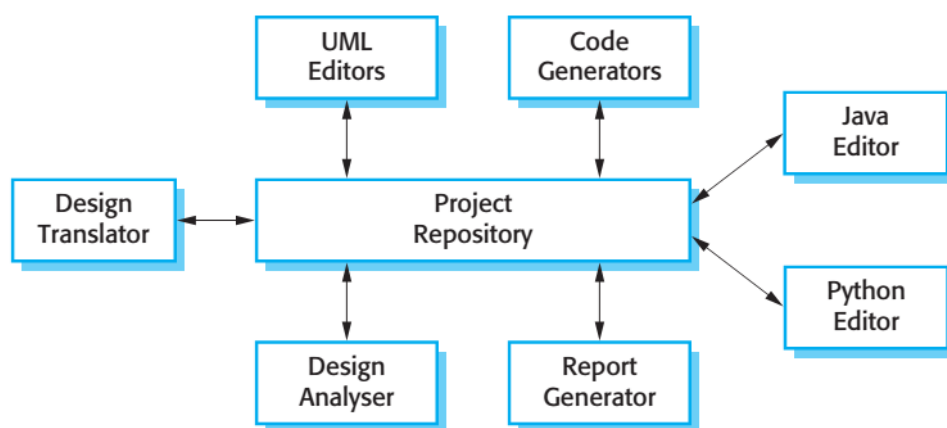 UML
Editors
Code
Generators
Java
Editor
Design
Translator
Project
Repository
Python
Editor
Design
Analyser
Report
Generator